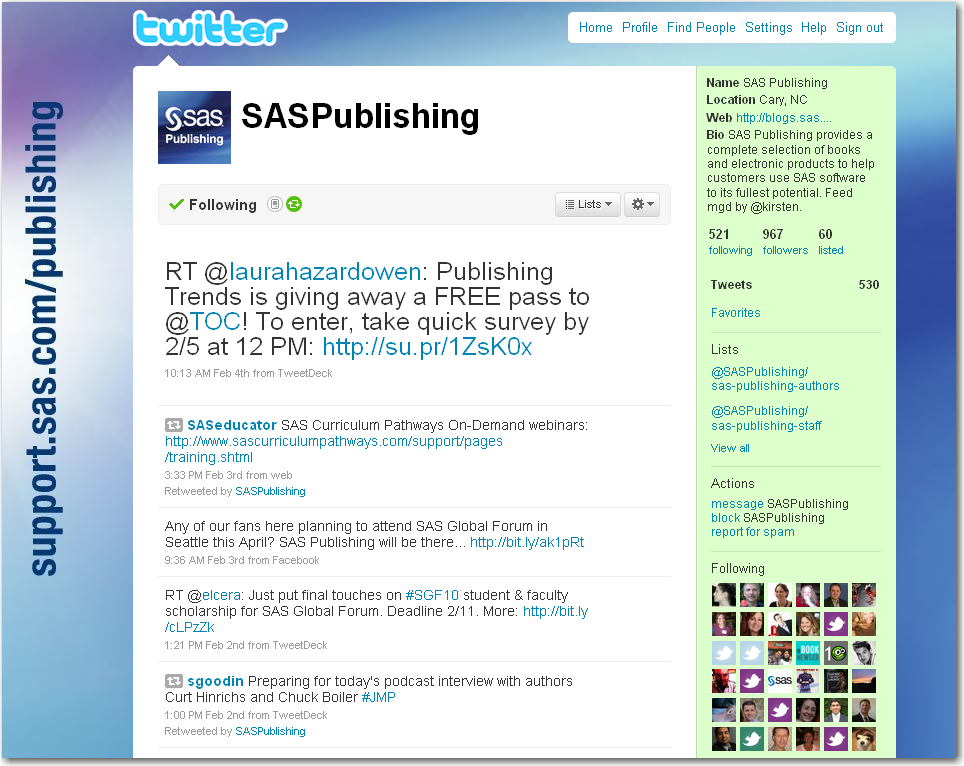 twitter
Home Profile Find People Settings Help Sign out
support.sas.com/publishing
sas
Publishing
SASPublishing
Following
Lists
RT @laurahazardowen: Publishing
Trends is giving away a FREE pass to
@TOC! To enter, take quick survey by
2/5 at 12 PM: http://su.pr/1ZsK0x
10:13 AM Feb 4th from TweetDeck
SASeducator SAS Curriculum Pathways On-Demand webinars:
http://www.sascurriculumpathways.com/support/pages
/training.shtml
3:33 PM Feb 3rd from web
Retweeted by SASPublishing
Any of our fans here planning to attend SAS Global Forum in
Seattle this April? SAS Publishing will be there... http://bit.ly/ak1pRt
9:36 AM Feb 3rd from Facebook
RT @elcera: Just put final touches on #SGF10 student & faculty
scholarship for SAS Global Forum. Deadline 2/11. More: http://bit.ly
/cLPzZk
1:21 PM Feb 2nd from TweetDeck
sgoodin Preparing for today's podcast interview with authors
Curt Hinrichs and Chuck Boiler #JMP
1:00 PM Feb 2nd from TweetDeck
Retweeted by SASPublishing
Name SAS Publishing
Location Cary, NC
Web http://blogs.sas....
Bio SAS Publishing provides a
complete selection of books
and electronic products to help
customers use SAS software
to its fullest potential. Feed
mgd by @kirsten.
521 967 60
following followers listed
Tweets 530
Favorites
Lists
@SASPublishing/
sas-publishing-authors
@SASPublishing/
sas-publishing-staff
View all
Actions
message SASPublishing
block SASPublishing
report for spam
Following
BOOK
sas